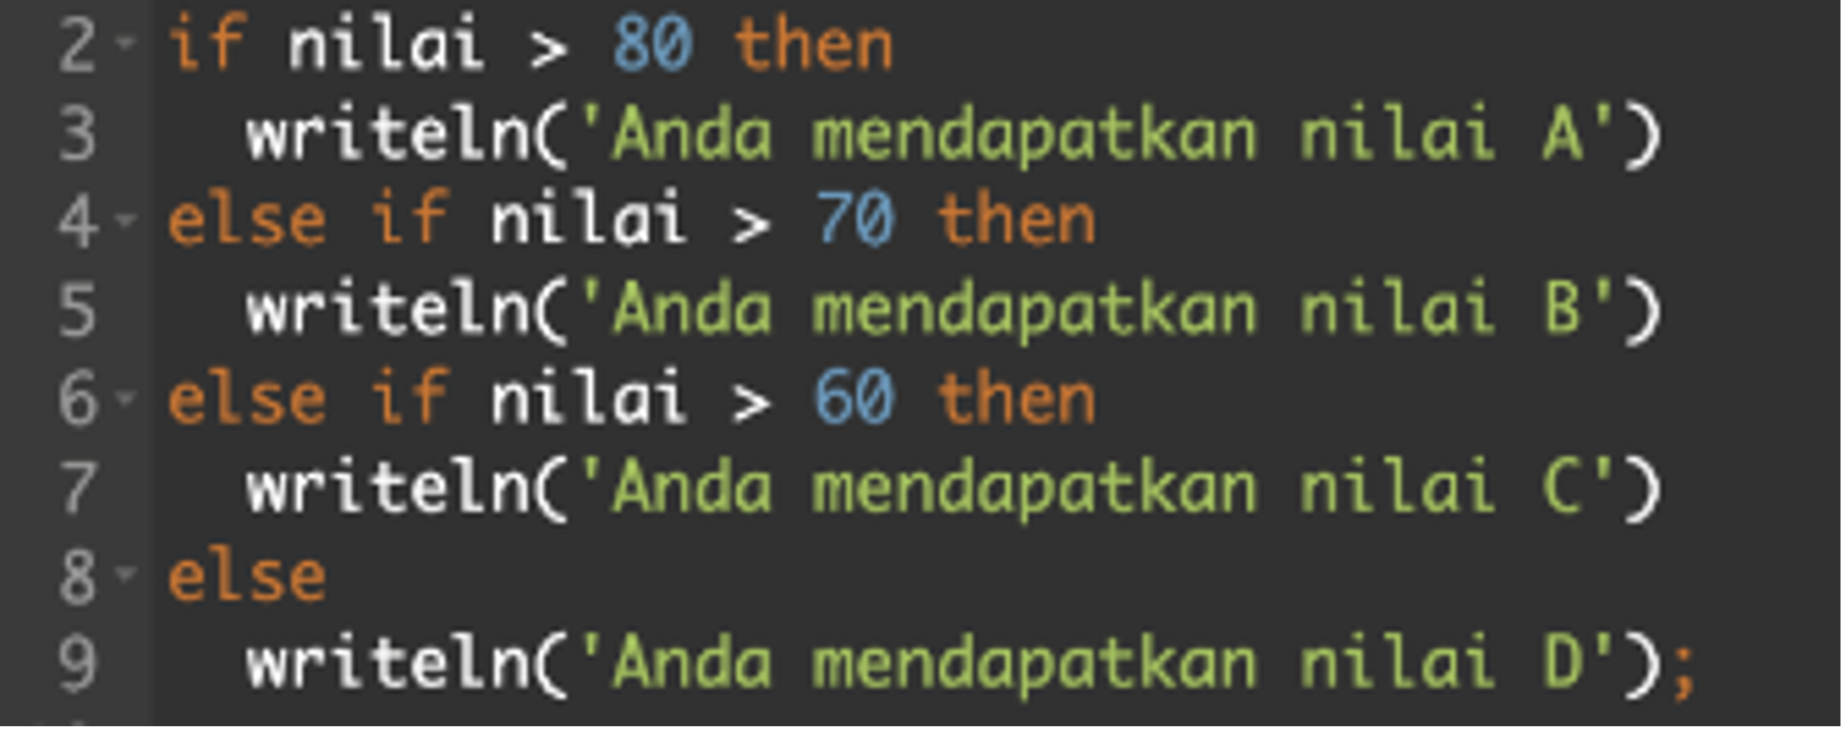 2 if nilai > 80 then
3 writeln('Anda mendapatkan nilai A')
4 else if nilai > 70 then
5 writeln('Anda mendapatkan nilai B')
6 else if nilai > 60 then
7 writeln('Anda mendapatkan nilai C')
8 else
9 writeln('Anda mendapatkan nilai D');